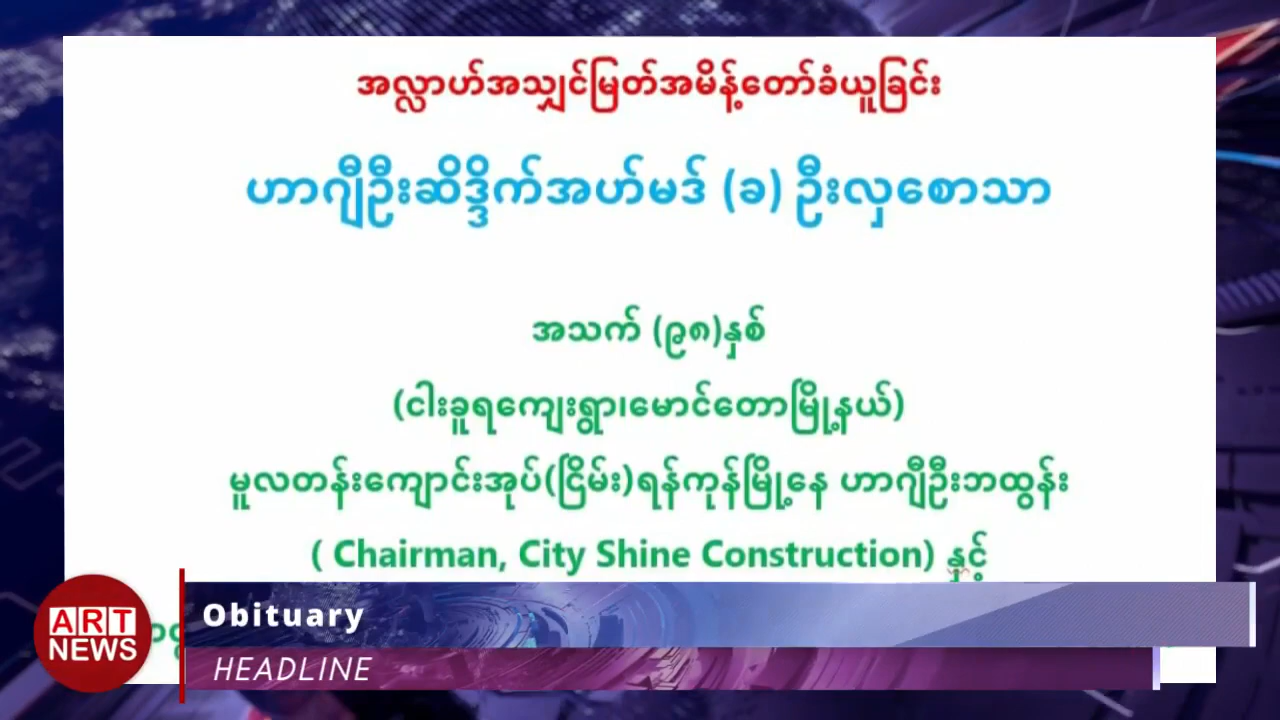 အလ္လာဟ်အသျှင်မြတ်အမိန့်တော်ခံယူခြင်း
ဟာဂျီဦးဆိဒ္ဒိက်အဟ်မဒ် (ခ) ဦးလှစောသာ
အသက် (၉၈)နှစ်
(ငါးခူရကျေးရွာ၊မောင်တောမြို့နယ်)
မူလတန်းကျောင်းအုပ်(ငြိမ်း)ရန်ကုန်မြို့နေ ဟာဂျီဦးဘထွန်း
( Chairman, City Shine Construction) နှင့်
Obituary
HEADLINE
ART
NEWS